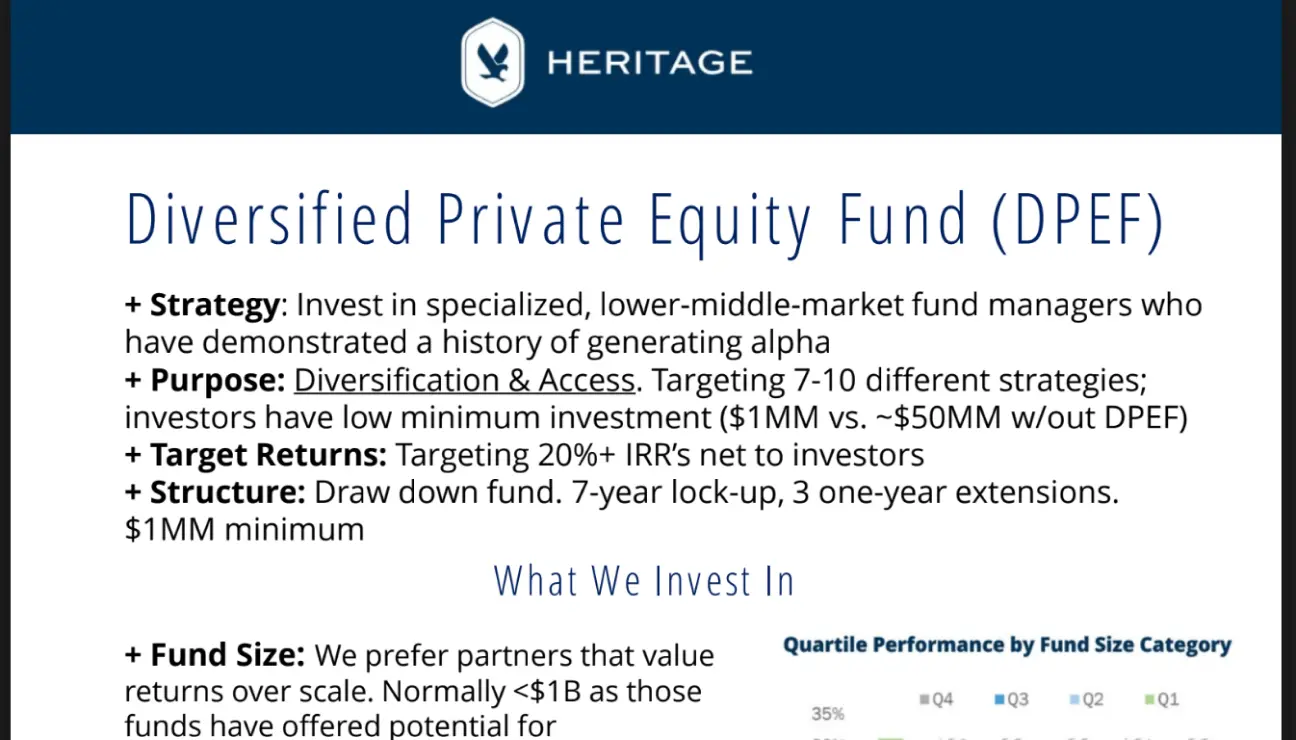 HERITAGE
Diversified Private Equity Fund (DPEF)
+ Strategy: Invest in specialized, lower-middle-market fund managers who
have demonstrated a history of generating alpha
+ Purpose: Diversification & Access. Targeting 7-10 different strategies;
investors have low minimum investment ($1MM vs. ~$50MM w/out DPEF)
+ Target Returns: Targeting 20%+ IRR’s net to investors
+ Structure: Draw down fund. 7-year lock-up, 3 one-year extensions.
$1MM minimum
What We Invest In
+ Fund Size: We prefer partners that value
returns over scale. Normally <$1B as those
funds have offered potential for
Quartile Performance by Fund Size Category
Q4 Q3 Q2 Q1
35%